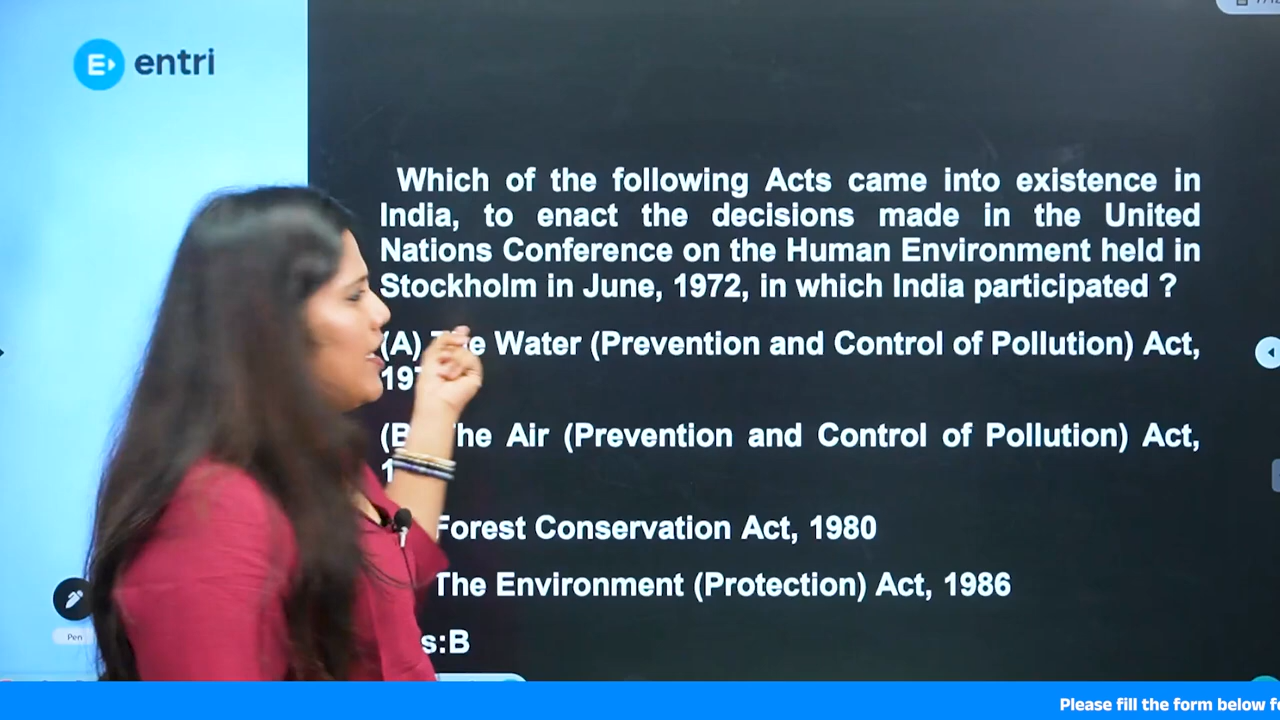 entri
Which of the following Acts came into existence in
India, to enact the decisions made in the United
Nations Conference on the Human Environment held in
Stockholm in June, 1972, in which India participated ?
(A) The Water (Prevention and Control of Pollution) Act,
(B) The Air (Prevention and Control of Pollution) Act,
Forest Conservation Act, 1980
The Environment (Protection) Act, 1986
s:B
Pen
Please fill the form below